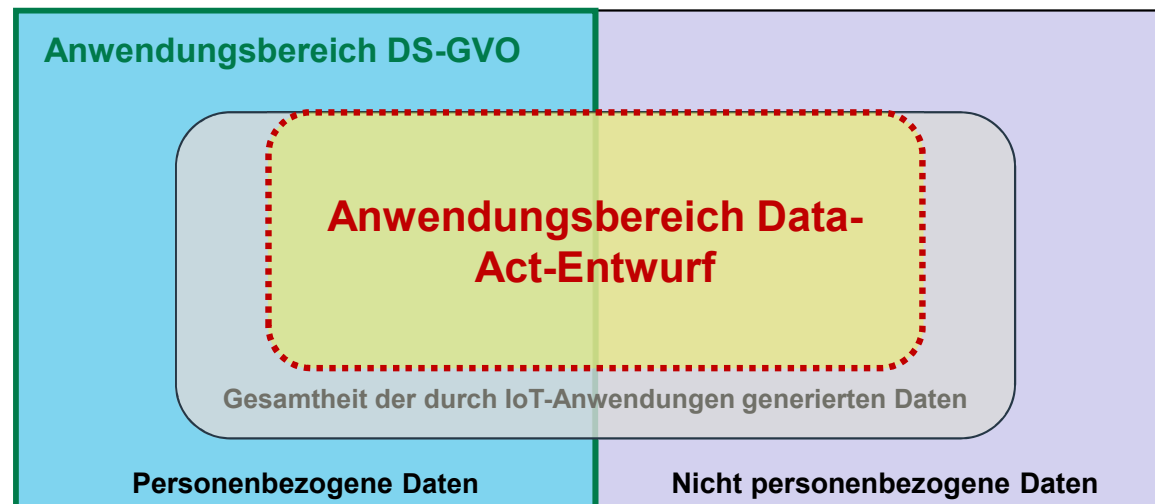 Anwendungsbereich DS-GVO
Anwendungsbereich Data-
Act-Entwurf
Gesamtheit der durch IoT-Anwendungen generierten Daten
Personenbezogene Daten
Nicht personenbezogene Daten